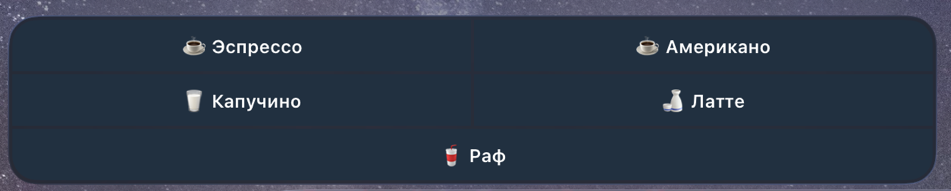 ☕ Эспрессо ☕ Американо
🥛 Капучино 🍶 Латте
🥤 Раф